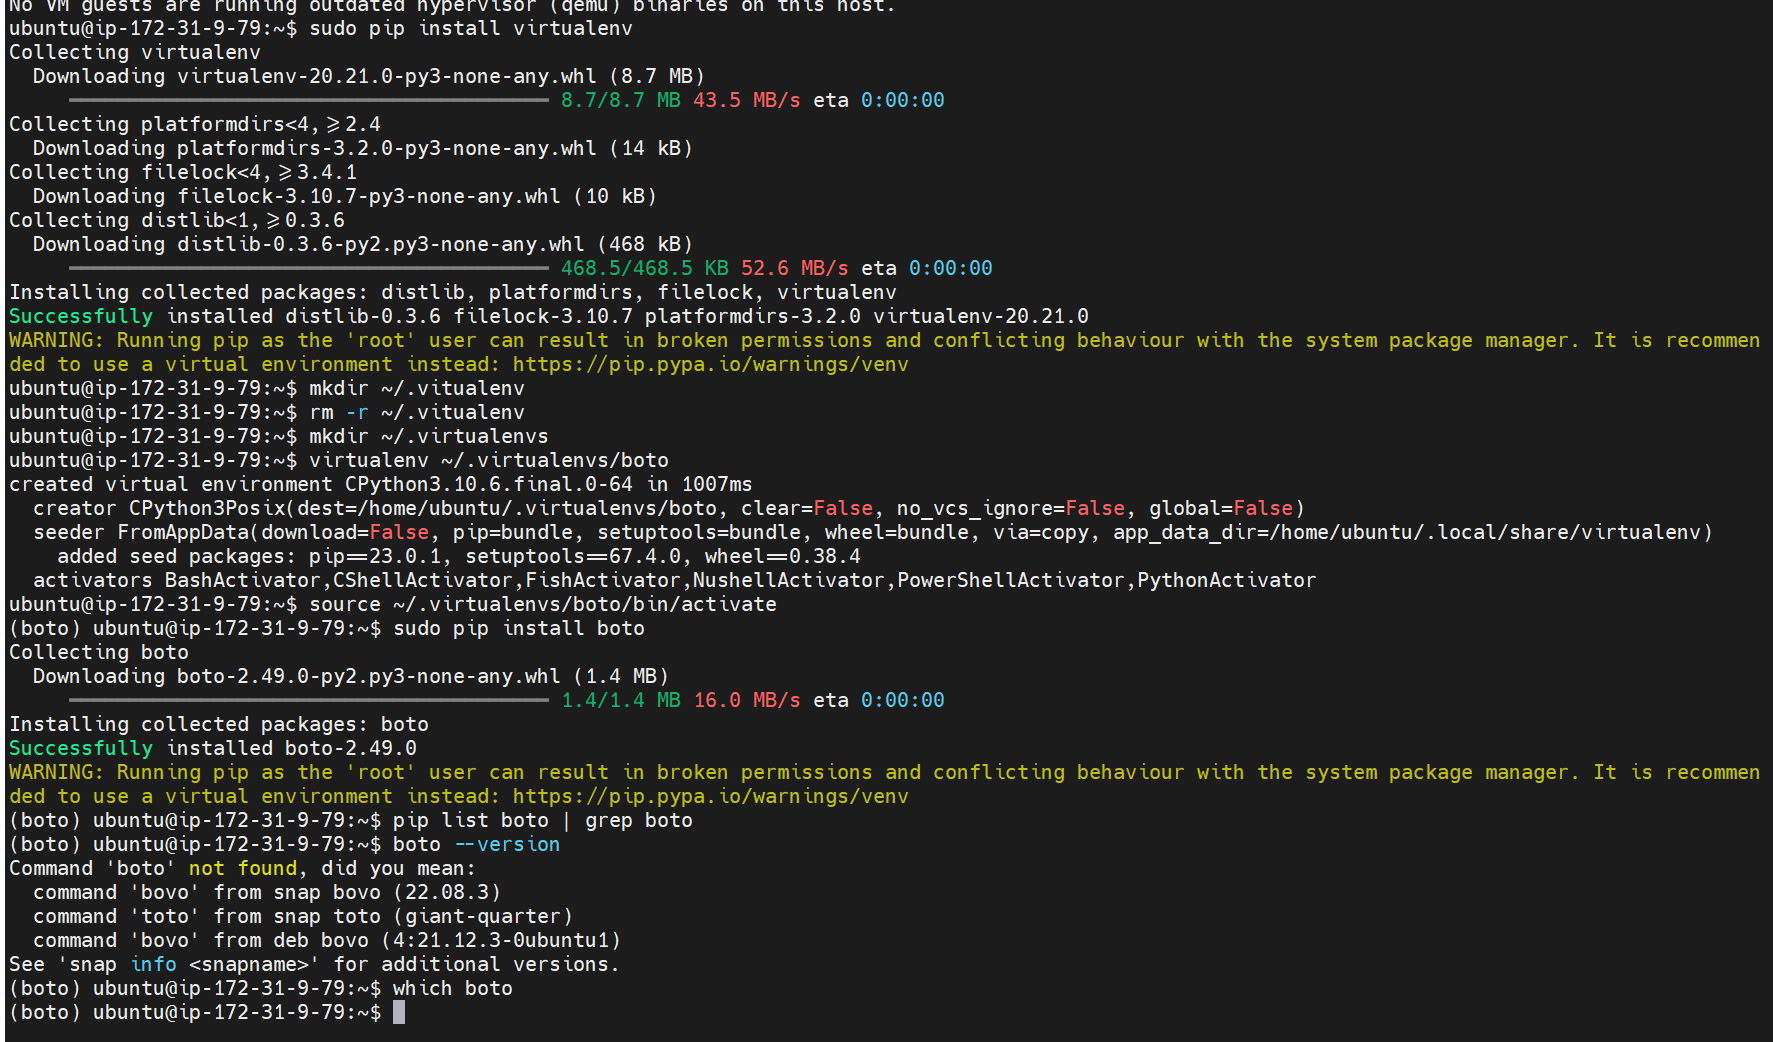 No VM guests are running outdated hypervisor (qemu) binaries on this host.
ubuntu@ip-172-31-9-79:~$ sudo pip install virtualenv
Collecting virtualenv
  Downloading virtualenv-20.21.0-py3-none-any.whl (8.7 MB)
     ━━━━━━━━━━━━━━━━━━━━━━━━━━━━━━━━━━━━━━━━ 8.7/8.7 MB 43.5 MB/s eta 0:00:00
Collecting platformdirs<4,>=2.4
  Downloading platformdirs-3.2.0-py3-none-any.whl (14 kB)
Collecting filelock<4,>=3.4.1
  Downloading filelock-3.10.7-py3-none-any.whl (10 kB)
Collecting distlib<1,>=0.3.6
  Downloading distlib-0.3.6-py2.py3-none-any.whl (468 kB)
     ━━━━━━━━━━━━━━━━━━━━━━━━━━━━━━━━━━━━━━━━ 468.5/468.5 KB 52.6 MB/s eta 0:00:00
Installing collected packages: distlib, platformdirs, filelock, virtualenv
Successfully installed distlib-0.3.6 filelock-3.10.7 platformdirs-3.2.0 virtualenv-20.21.0
WARNING: Running pip as the 'root' user can result in broken permissions and conflicting behaviour with the system package manager. It is recommen
ded to use a virtual environment instead: https://pip.pypa.io/warnings/venv
ubuntu@ip-172-31-9-79:~$ mkdir ~/.vitualenv
ubuntu@ip-172-31-9-79:~$ rm -r ~/.vitualenv
ubuntu@ip-172-31-9-79:~$ mkdir ~/.virtualenvs
ubuntu@ip-172-31-9-79:~$ virtualenv ~/.virtualenvs/boto
created virtual environment CPython3.10.6.final.0-64 in 1007ms
  creator CPython3Posix(dest=/home/ubuntu/.virtualenvs/boto, clear=False, no_vcs_ignore=False, global=False)
  seeder FromAppData(download=False, pip=bundle, setuptools=bundle, wheel=bundle, via=copy, app_data_dir=/home/ubuntu/.local/share/virtualenv)
    added seed packages: pip==23.0.1, setuptools==67.4.0, wheel==0.38.4
  activators BashActivator,CShellActivator,FishActivator,NushellActivator,PowerShellActivator,PythonActivator
ubuntu@ip-172-31-9-79:~$ source ~/.virtualenvs/boto/bin/activate
(boto) ubuntu@ip-172-31-9-79:~$ sudo pip install boto
Collecting boto
  Downloading boto-2.49.0-py2.py3-none-any.whl (1.4 MB)
     ━━━━━━━━━━━━━━━━━━━━━━━━━━━━━━━━━━━━━━━━ 1.4/1.4 MB 16.0 MB/s eta 0:00:00
Installing collected packages: boto
Successfully installed boto-2.49.0
WARNING: Running pip as the 'root' user can result in broken permissions and conflicting behaviour with the system package manager. It is recommen
ded to use a virtual environment instead: https://pip.pypa.io/warnings/venv
(boto) ubuntu@ip-172-31-9-79:~$ pip list boto | grep boto
(boto) ubuntu@ip-172-31-9-79:~$ boto --version
Command 'boto' not found, did you mean:
  command 'bovo' from snap bovo (22.08.3)
  command 'toto' from snap toto (giant-quarter)
  command 'bovo' from deb bovo (4:21.12.3-0ubuntu1)
See 'snap info <snapname>' for additional versions.
(boto) ubuntu@ip-172-31-9-79:~$ which boto
(boto) ubuntu@ip-172-31-9-79:~$